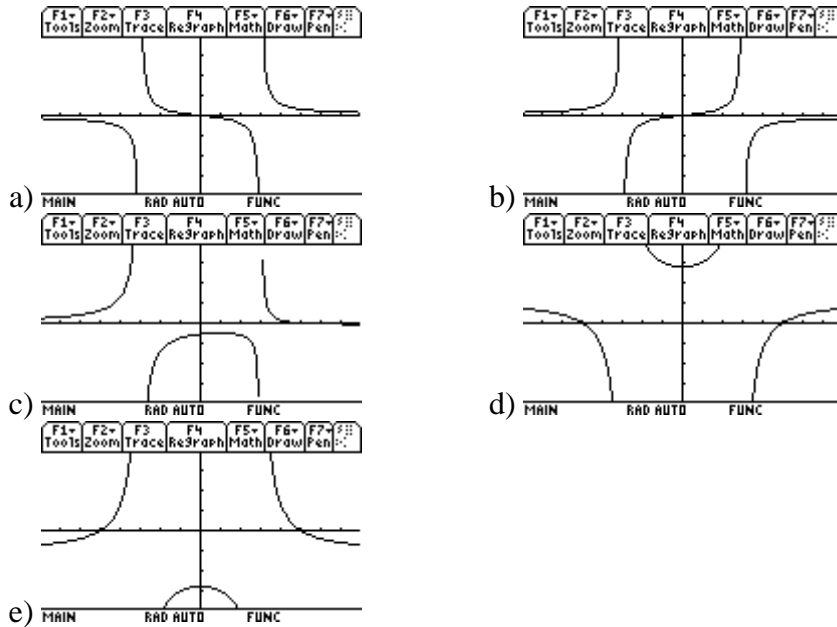 F1 Tools F2 Zoom F3 Trace F4 Regraph F5 Math F6 Draw F7 Pen
a) MAIN RAD AUTO FUNC
F1 Tools F2 Zoom F3 Trace F4 Regraph F5 Math F6 Draw F7 Pen
b) MAIN RAD AUTO FUNC
F1 Tools F2 Zoom F3 Trace F4 Regraph F5 Math F6 Draw F7 Pen
c) MAIN RAD AUTO FUNC
F1 Tools F2 Zoom F3 Trace F4 Regraph F5 Math F6 Draw F7 Pen
d) MAIN RAD AUTO FUNC
F1 Tools F2 Zoom F3 Trace F4 Regraph F5 Math F6 Draw F7 Pen
e) MAIN RAD AUTO FUNC